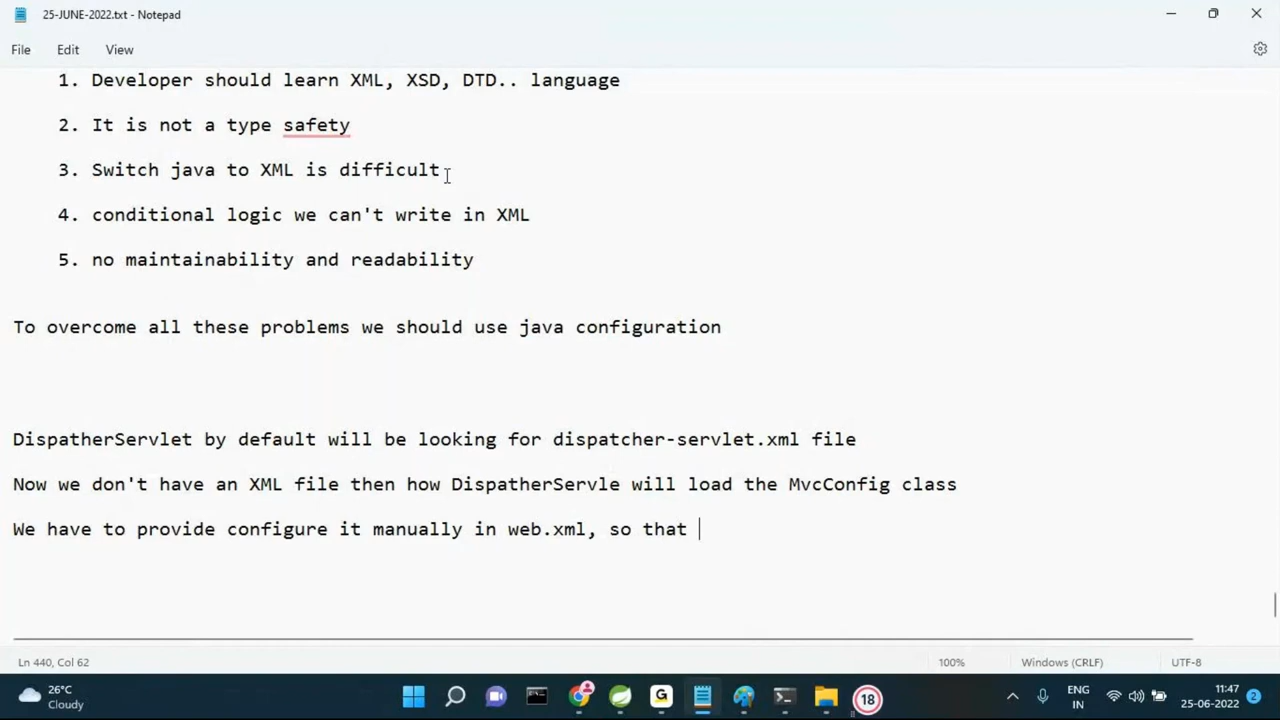 25-JUNE-2022.txt - Notepad
File Edit View
1. Developer should learn XML, XSD, DTD.. language
2. It is not a type safety
3. Switch java to XML is difficult
4. conditional logic we can't write in XML
5. no maintainability and readability
To overcome all these problems we should use java configuration
DispatherServlet by default will be looking for dispatcher-servlet.xml file
Now we don't have an XML file then how DispatherServle will load the MvcConfig class
We have to provide configure it manually in web.xml, so that
Ln 440, Col 62 100% Windows (CRLF) UTF-8
26°C
Cloudy
G
18
ENG
IN
11:47
25-06-2022
2